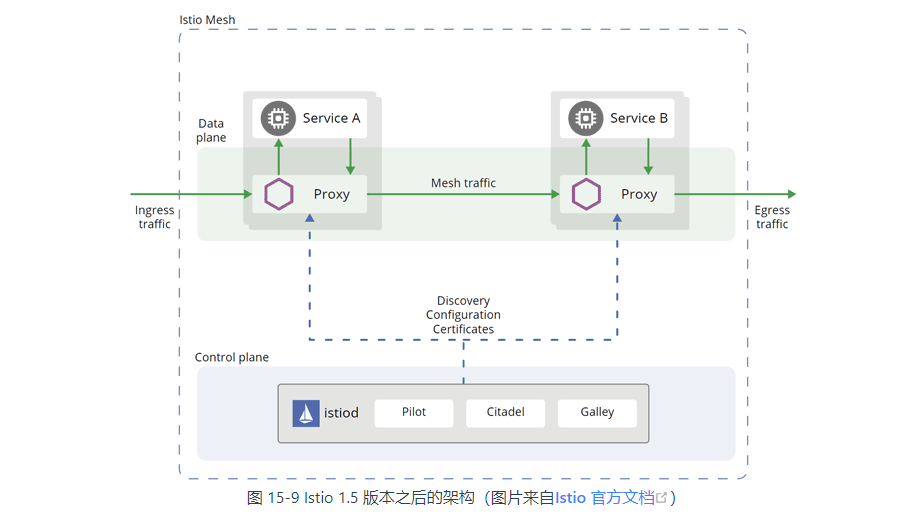 Istio Mesh
Data
plane
Service A
Service B
Proxy
Mesh traffic
Proxy
Ingress
traffic
Egress
traffic
Discovery
Configuration
Certificates
Control plane
istiod
Pilot
Citadel
Galley
图 15-9 Istio 1.5 版本之后的架构（图片来自Istio 官方文档）